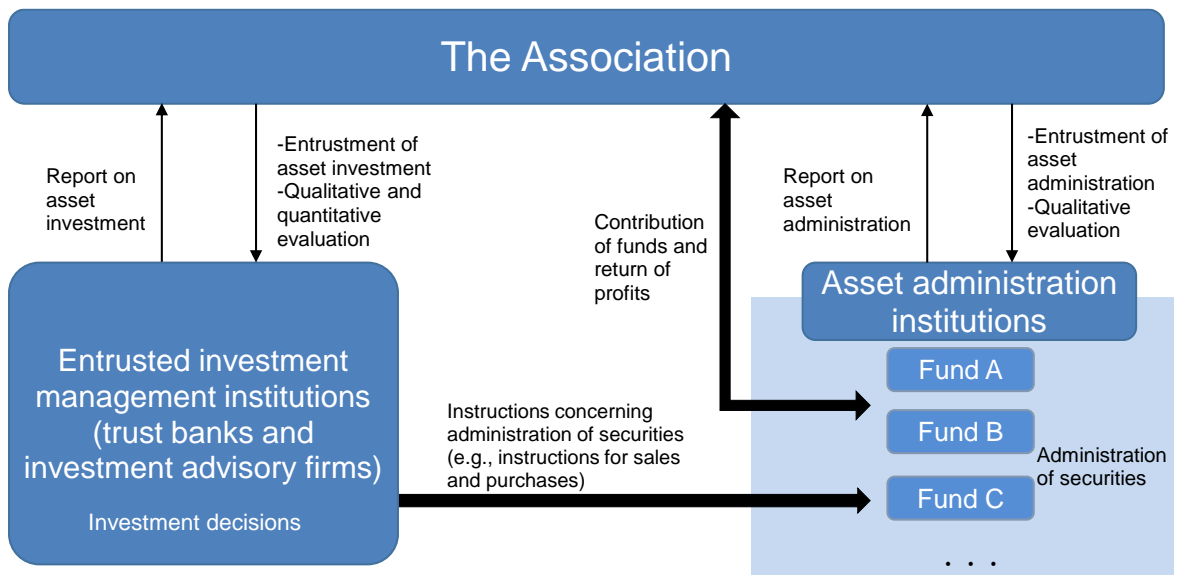 The Association
Report on
asset
investment
-Entrustment of
asset investment
-Qualitative and
quantitative
evaluation
Contribution
of funds and
return of
profits
Report on
asset
administration
-Entrustment of
asset
administration
-Qualitative
evaluation
Entrusted investment
management institutions
(trust banks and
investment advisory firms)
Investment decisions
Instructions concerning
administration of securities
(e.g., instructions for sales
and purchases)
Asset administration
institutions
Fund A
Fund B
Fund C
Administration
of securities
. . .